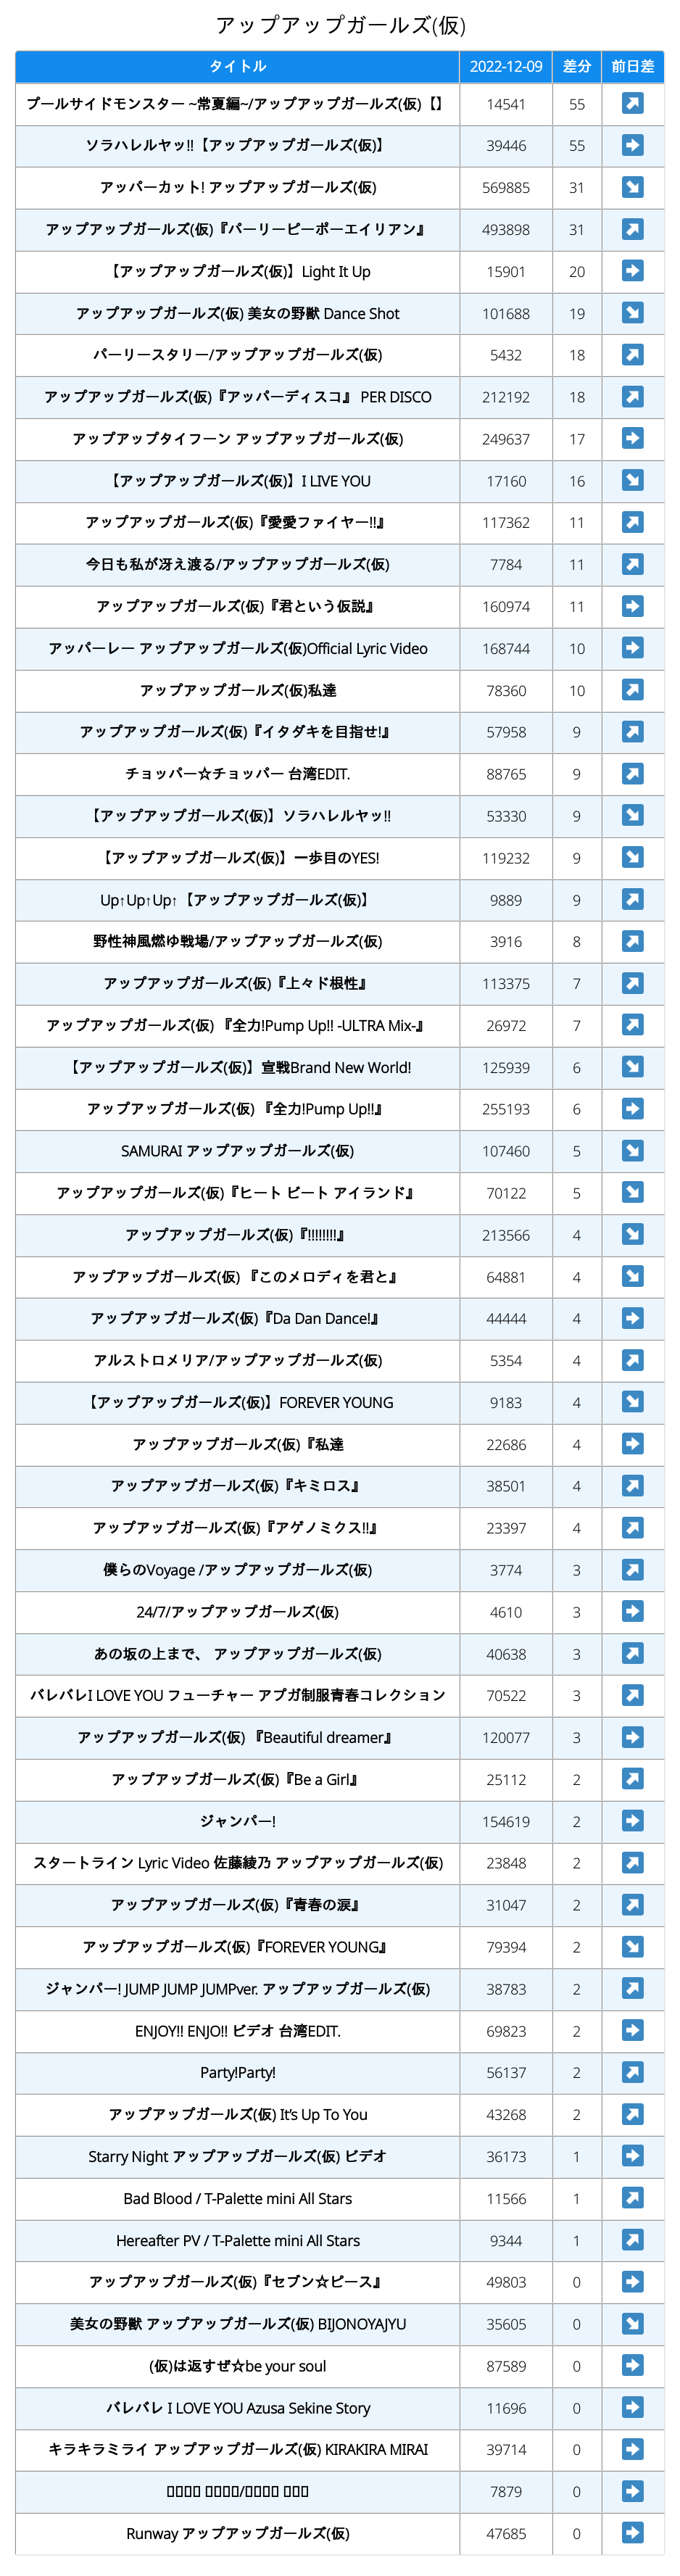 アップアップガールズ(仮)
タイトル 2022-12-09 差分 前日差
プールサイドモンスター ~常夏編~/アップアップガールズ(仮)【】 14541 55 ↗
ソラハレルヤッ!!【アップアップガールズ(仮)】 39446 55 ➡
アッパーカット! アップアップガールズ(仮) 569885 31 ↘
アップアップガールズ(仮)『パーリーピーポーエイリアン』 493898 31 ↗
【アップアップガールズ(仮)】Light It Up 15901 20 ➡
アップアップガールズ(仮) 美女の野獣 Dance Shot 101688 19 ↘
パーリースタリー/アップアップガールズ(仮) 5432 18 ↗
アップアップガールズ(仮)『アッパーディスコ』 PER DISCO 212192 18 ↗
アップアップタイフーン アップアップガールズ(仮) 249637 17 ➡
【アップアップガールズ(仮)】I LIVE YOU 17160 16 ↘
アップアップガールズ(仮)『愛愛ファイヤー!!』 117362 11 ↗
今日も私が冴え渡る/アップアップガールズ(仮) 7784 11 ↗
アップアップガールズ(仮)『君という仮説』 160974 11 ➡
アッパーレー アップアップガールズ(仮)Official Lyric Video 168744 10 ➡
アップアップガールズ(仮)私達 78360 10 ↗
アップアップガールズ(仮)『イタダキを目指せ!』 57958 9 ↗
チョッパー☆チョッパー 台湾EDIT. 88765 9 ↗
【アップアップガールズ(仮)】ソラハレルヤッ!! 53330 9 ↘
【アップアップガールズ(仮)】一歩目のYES! 119232 9 ↘
Up↑Up↑Up↑【アップアップガールズ(仮)】 9889 9 ↗
野性神風燃ゆ戦場/アップアップガールズ(仮) 3916 8 ↗
アップアップガールズ(仮)『上々ド根性』 113375 7 ↗
アップアップガールズ(仮) 『全力!Pump Up!! -ULTRA Mix-』 26972 7 ↗
【アップアップガールズ(仮)】宣戦Brand New World! 125939 6 ↘
アップアップガールズ(仮) 『全力!Pump Up!!』 255193 6 ➡
SAMURAI アップアップガールズ(仮) 107460 5 ↘
アップアップガールズ(仮)『ヒート ビート アイランド』 70122 5 ↘
アップアップガールズ(仮)『!!!!!!!!』 213566 4 ↘
アップアップガールズ(仮) 『このメロディを君と』 64881 4 ↘
アップアップガールズ(仮)『Da Dan Dance!』 44444 4 ➡
アルストロメリア/アップアップガールズ(仮) 5354 4 ↗
【アップアップガールズ(仮)】FOREVER YOUNG 9183 4 ↘
アップアップガールズ(仮)『私達 22686 4 ➡
アップアップガールズ(仮)『キミロス』 38501 4 ↗
アップアップガールズ(仮)『アゲノミクス!!』 23397 4 ↗
僕らのVoyage /アップアップガールズ(仮) 3774 3 ↗
24/7/アップアップガールズ(仮) 4610 3 ➡
あの坂の上まで、 アップアップガールズ(仮) 40638 3 ↗
バレバレI LOVE YOU フューチャー アプガ制服青春コレクション 70522 3 ↗
アップアップガールズ(仮) 『Beautiful dreamer』 120077 3 ➡
アップアップガールズ(仮)『Be a Girl』 25112 2 ↗
ジャンパー! 154619 2 ➡
スタートライン Lyric Video 佐藤綾乃 アップアップガールズ(仮) 23848 2 ↗
アップアップガールズ(仮)『青春の涙』 31047 2 ↗
アップアップガールズ(仮)『FOREVER YOUNG』 79394 2 ↘
ジャンパー! JUMP JUMP JUMPver. アップアップガールズ(仮) 38783 2 ↗
ENJOY!! ENJO!! ビデオ 台湾EDIT. 69823 2 ➡
Party!Party! 56137 2 ↗
アップアップガールズ(仮) It's Up To You 43268 2 ↗
Starry Night アップアップガールズ(仮) ビデオ 36173 1 ➡
Bad Blood / T-Palette mini All Stars 11566 1 ↗
Hereafter PV / T-Palette mini All Stars 9344 1 ↗
アップアップガールズ(仮)『セブン☆ピース』 49803 0 ➡
美女の野獣 アップアップガールズ(仮) BIJONOYAJYU 35605 0 ↘
(仮)は返すぜ☆be your soul 87589 0 ➡
バレバレ I LOVE YOU Azusa Sekine Story 11696 0 ➡
キラキラミライ アップアップガールズ(仮) KIRAKIRA MIRAI 39714 0 ➡
7879 0 ➡
Runway アップアップガールズ(仮) 47685 0 ➡